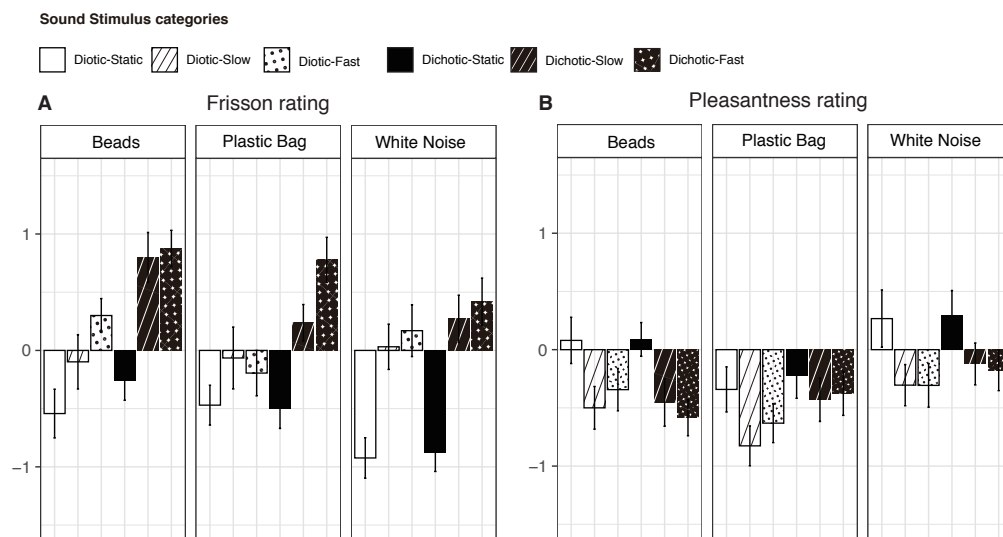 Sound Stimulus categories
Diotic-Static Diotic-Slow Diotic-Fast Dichotic-Static Dichotic-Slow Dichotic-Fast
A Frisson rating
Beads Plastic Bag White Noise
1
0
−1
B Pleasantness rating
Beads Plastic Bag White Noise
1
0
−1